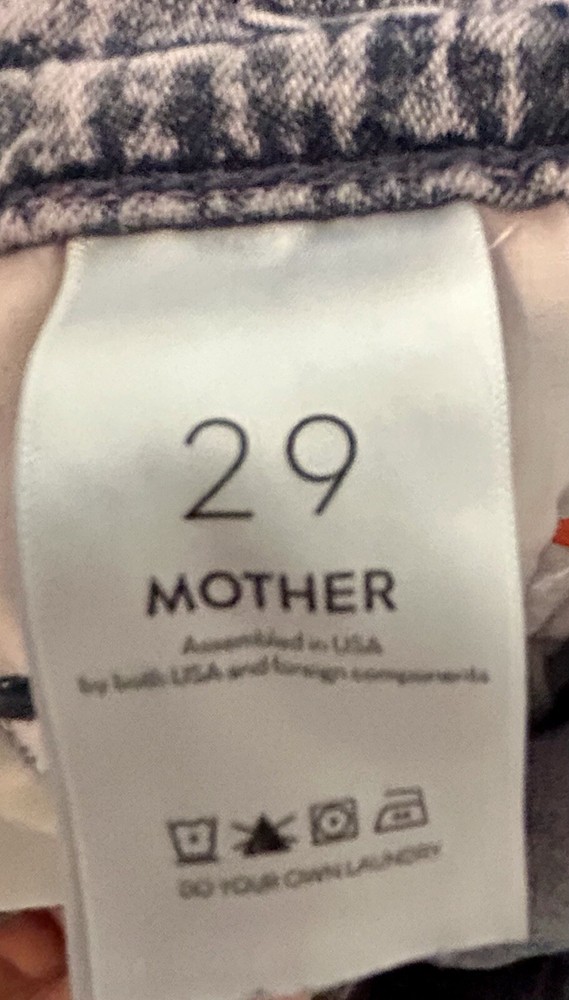 29
MOTHER
Assembled in USA
by both USA and foreign components
DO YOUR OWN LAUNDRY